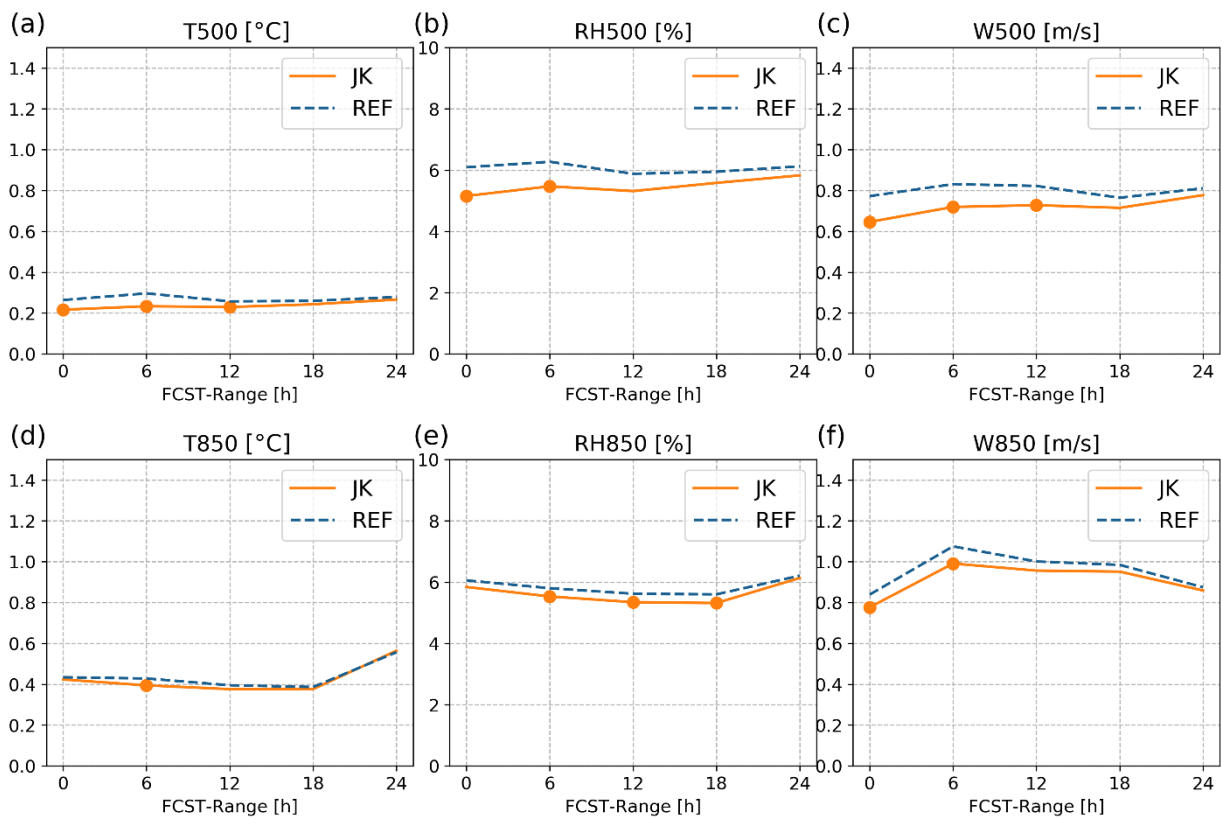 (a) T500 [°C]
1.4
1.2
1.0
0.8
0.6
0.4
0.2
0.0
JK
REF
0 6 12 18 24
FCST-Range [h]
(b) RH500 [%]
10
8
6
4
2
0
JK
REF
0 6 12 18 24
FCST-Range [h]
(c) W500 [m/s]
1.4
1.2
1.0
0.8
0.6
0.4
0.2
0.0
JK
REF
0 6 12 18 24
FCST-Range [h]
(d) T850 [°C]
1.4
1.2
1.0
0.8
0.6
0.4
0.2
0.0
JK
REF
0 6 12 18 24
FCST-Range [h]
(e) RH850 [%]
10
8
6
4
2
0
JK
REF
0 6 12 18 24
FCST-Range [h]
(f) W850 [m/s]
1.4
1.2
1.0
0.8
0.6
0.4
0.2
0.0
JK
REF
0 6 12 18 24
FCST-Range [h]